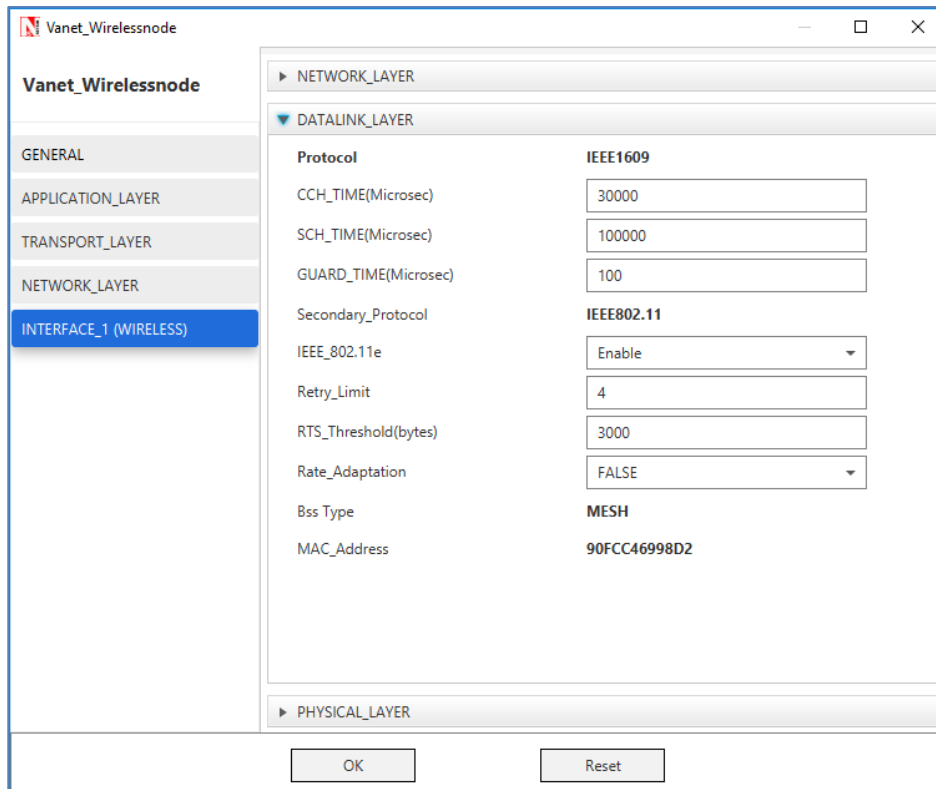 Vanet_Wirelessnode
Vanet_Wirelessnode
GENERAL
APPLICATION_LAYER
TRANSPORT_LAYER
NETWORK_LAYER
INTERFACE_1 (WIRELESS)
NETWORK_LAYER
DATALINK_LAYER
Protocol IEEE1609
CCH_TIME(Microsec) 30000
SCH_TIME(Microsec) 100000
GUARD_TIME(Microsec) 100
Secondary_Protocol IEEE802.11
IEEE_802.11e Enable
Retry_Limit 4
RTS_Threshold(bytes) 3000
Rate_Adaptation FALSE
Bss Type MESH
MAC_Address 90FCC46998D2
PHYSICAL_LAYER
OK Reset